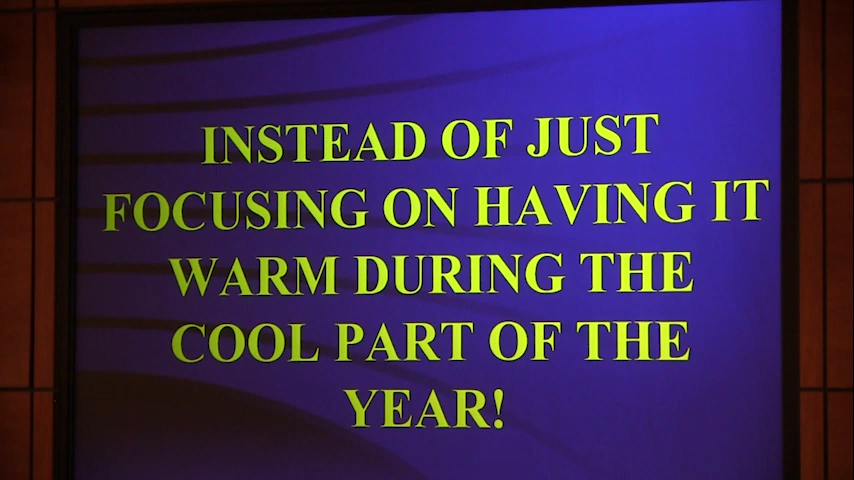 INSTEAD OF JUST
FOCUSING ON HAVING IT
WARM DURING THE
COOL PART OF THE
YEAR!